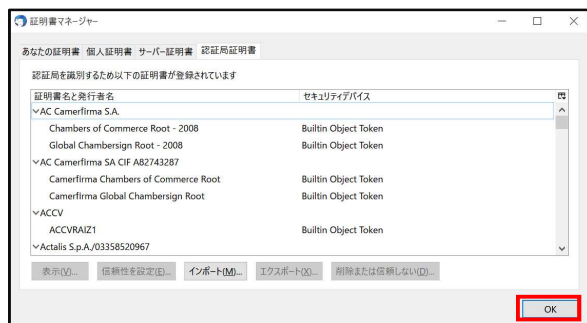 証明書マネージャー
あなたの証明書 個人証明書 サーバー証明書 認証局証明書
認証局を識別するため以下の証明書が登録されています
証明書名と発行者名 セキュリティデバイス
AC Camerfirma S.A.
Chambers of Commerce Root - 2008 Builtin Object Token
Global Chambersign Root - 2008 Builtin Object Token
AC Camerfirma SA CIF A82743287
Camerfirma Chambers of Commerce Root Builtin Object Token
Camerfirma Global Chambersign Root Builtin Object Token
ACCV
ACCVRAIZ1 Builtin Object Token
Actalis S.p.A./03358520967
表示(V)... 信頼性を設定(E)... インポート(M)... エクスポート(X)... 削除または信頼しない(D)...
OK